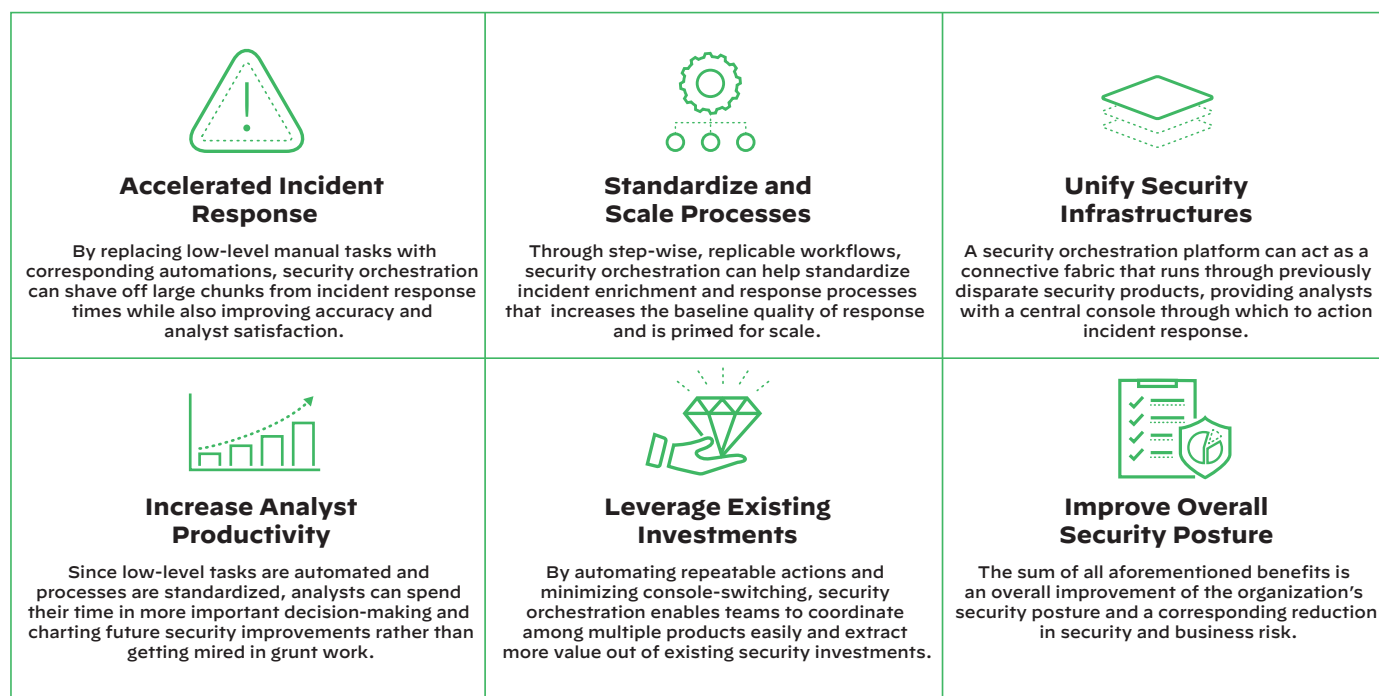 Accelerated Incident
Response
By replacing low-level manual tasks with
corresponding automations, security orchestration
can shave off large chunks from incident response
times while also improving accuracy and
analyst satisfaction.
Standardize and
Scale Processes
Through step-wise, replicable workflows,
security orchestration can help standardize
incident enrichment and response processes
that increases the baseline quality of response
and is primed for scale.
Unify Security
Infrastructures
A security orchestration platform can act as a
connective fabric that runs through previously
disparate security products, providing analysts
with a central console through which to action
incident response.
Increase Analyst
Productivity
Since low-level tasks are automated and
processes are standardized, analysts can spend
their time in more important decision-making and
charting future security improvements rather than
getting mired in grunt work.
Leverage Existing
Investments
By automating repeatable actions and
minimizing console-switching, security
orchestration enables teams to coordinate
among multiple products easily and extract
more value out of existing security investments.
Improve Overall
Security Posture
The sum of all aforementioned benefits is
an overall improvement of the organization’s
security posture and a corresponding reduction
in security and business risk.